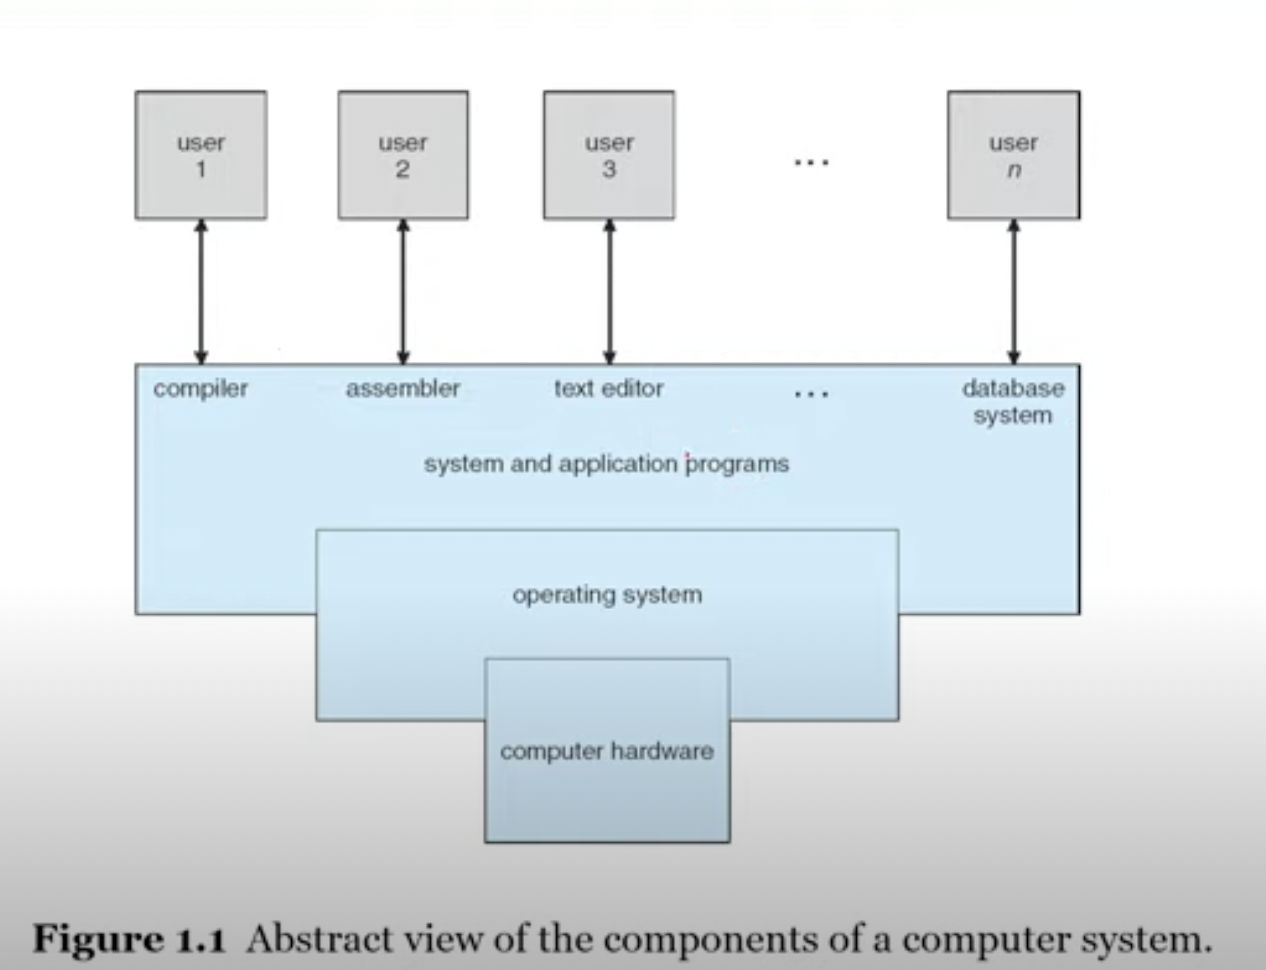 user
1
user
2
user
3
...
user
n
compiler
assembler
text editor
...
database
system
system and application programs
operating system
computer hardware
Figure 1.1 Abstract view of the components of a computer system.